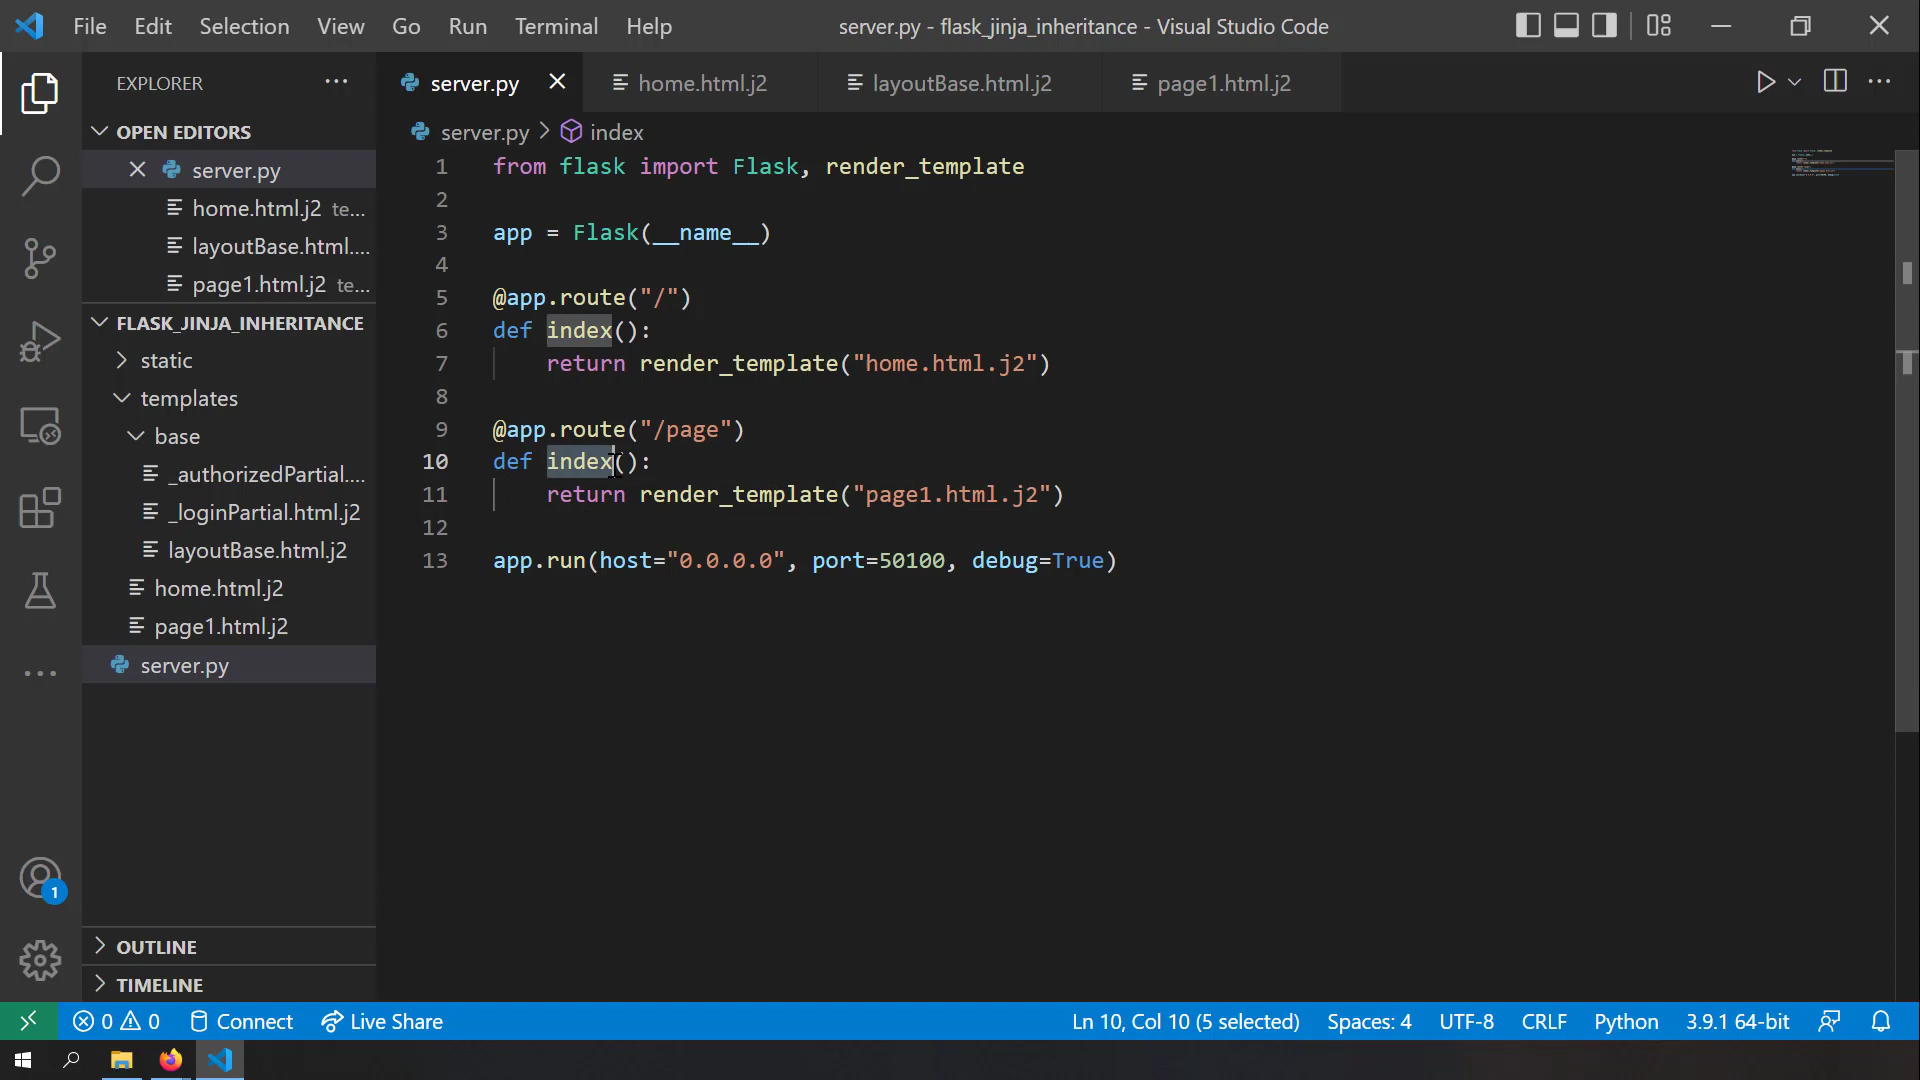 File Edit Selection View Go Run Terminal Help server.py - flask_jinja_inheritance - Visual Studio Code
EXPLORER
server.py home.html.j2 layoutBase.html.j2 page1.html.j2
OPEN EDITORS
server.py
home.html.j2 te...
layoutBase.html....
page1.html.j2 te...
FLASK_JINJA_INHERITANCE
static
templates
base
_authorizedPartial....
_loginPartial.html.j2
layoutBase.html.j2
home.html.j2
page1.html.j2
server.py
OUTLINE
TIMELINE
server.py > index
1 from flask import Flask, render_template
2
3 app = Flask(__name__)
4
5 @app.route("/")
6 def index():
7 return render_template("home.html.j2")
8
9 @app.route("/page")
10 def index():
11 return render_template("page1.html.j2")
12
13 app.run(host="0.0.0.0", port=50100, debug=True)
1
0 0 Connect Live Share Ln 10, Col 10 (5 selected) Spaces: 4 UTF-8 CRLF Python 3.9.1 64-bit